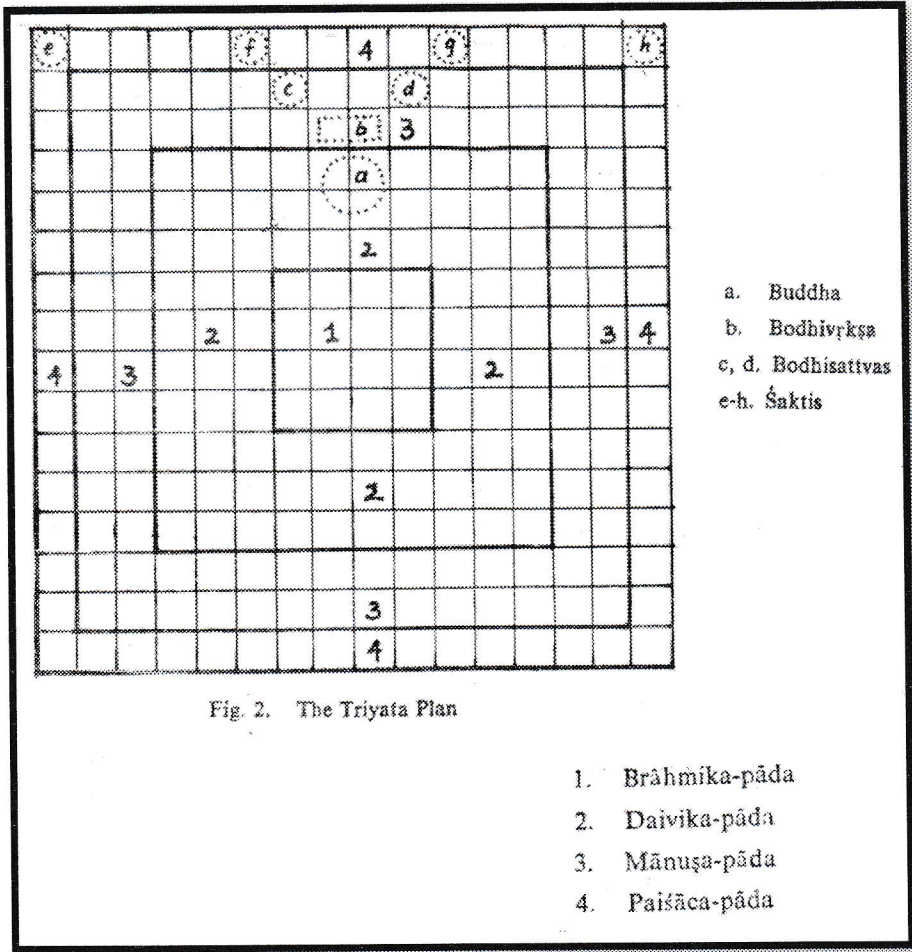 e f 4 g h
c d
b 3
a
2
2 1 3 4
4 3 2
2
3
4
a. Buddha
b. Bodhivṛkṣa
c, d. Bodhisattvas
e-h. Śaktis
Fig. 2. The Triyata Plan
1. Brāhmika-pāda
2. Daivika-pāda
3. Mānuṣa-pāda
4. Paiśāca-pāda